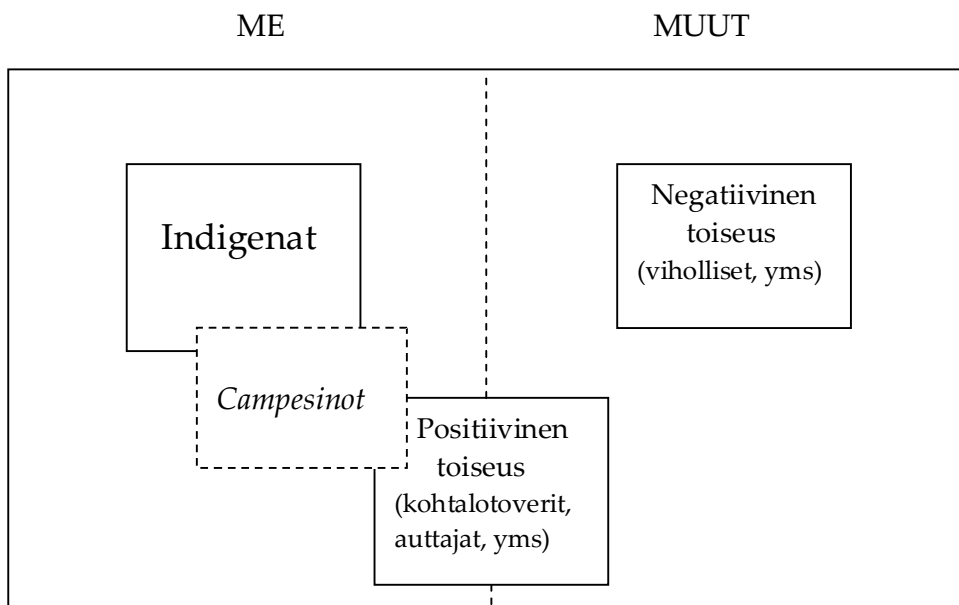 ME
MUUT
Indigenat
Negatiivinen
toiseus
(viholliset, yms)
Campesinot
Positiivinen
toiseus
(kohtalotoverit,
auttajat, yms)